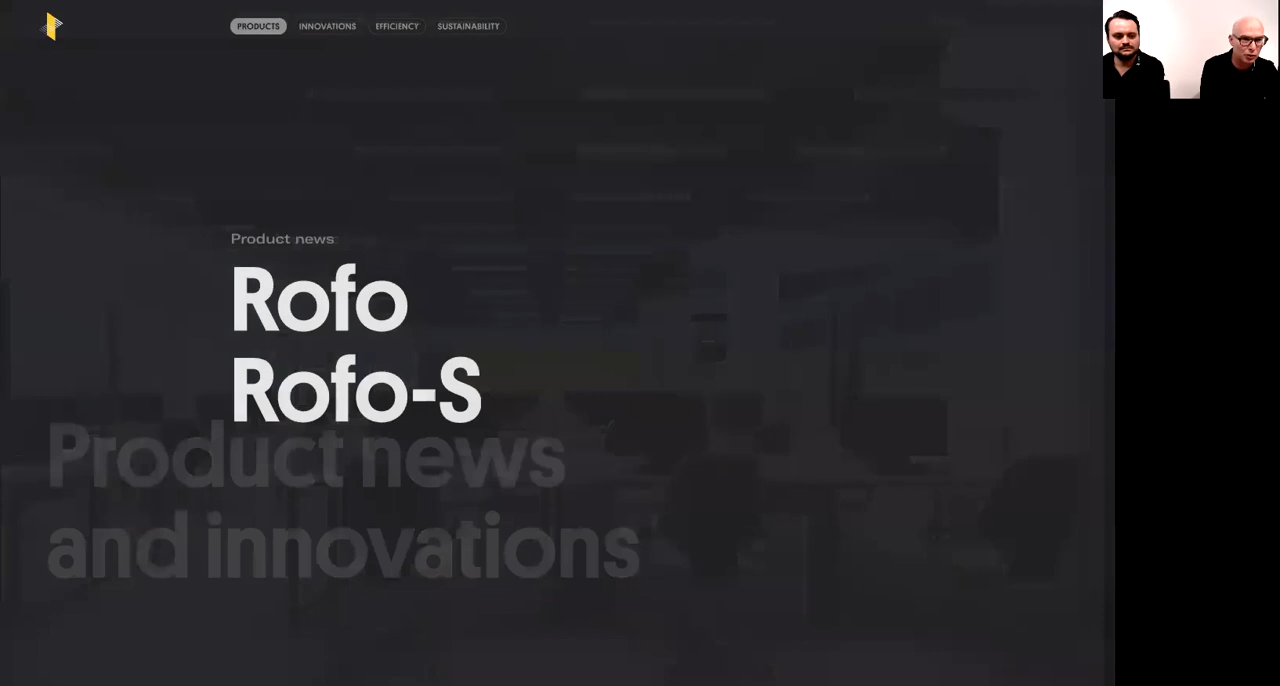 PRODUCTS INNOVATIONS EFFICIENCY SUSTAINABILITY
Product news
Rofo
Rofo-S
Product news
and innovations